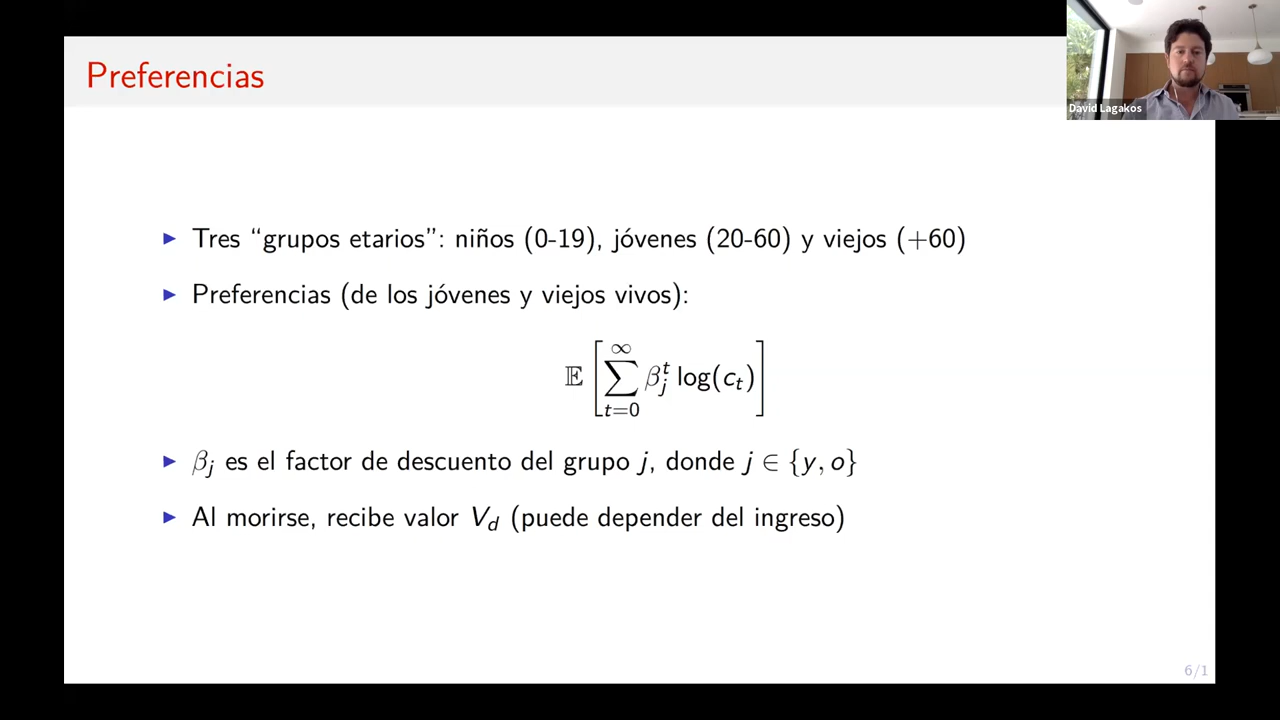 Preferencias
David Lagakos
▶ Tres “grupos etarios”: niños (0-19), jóvenes (20-60) y viejos (+60)
▶ Preferencias (de los jóvenes y viejos vivos):
𝔼 [∑_{t=0}^{∞} β_j^t log(c_t)]
▶ β_j es el factor de descuento del grupo j, donde j ∈ {y, o}
▶ Al morirse, recibe valor V_d (puede depender del ingreso)
6/1